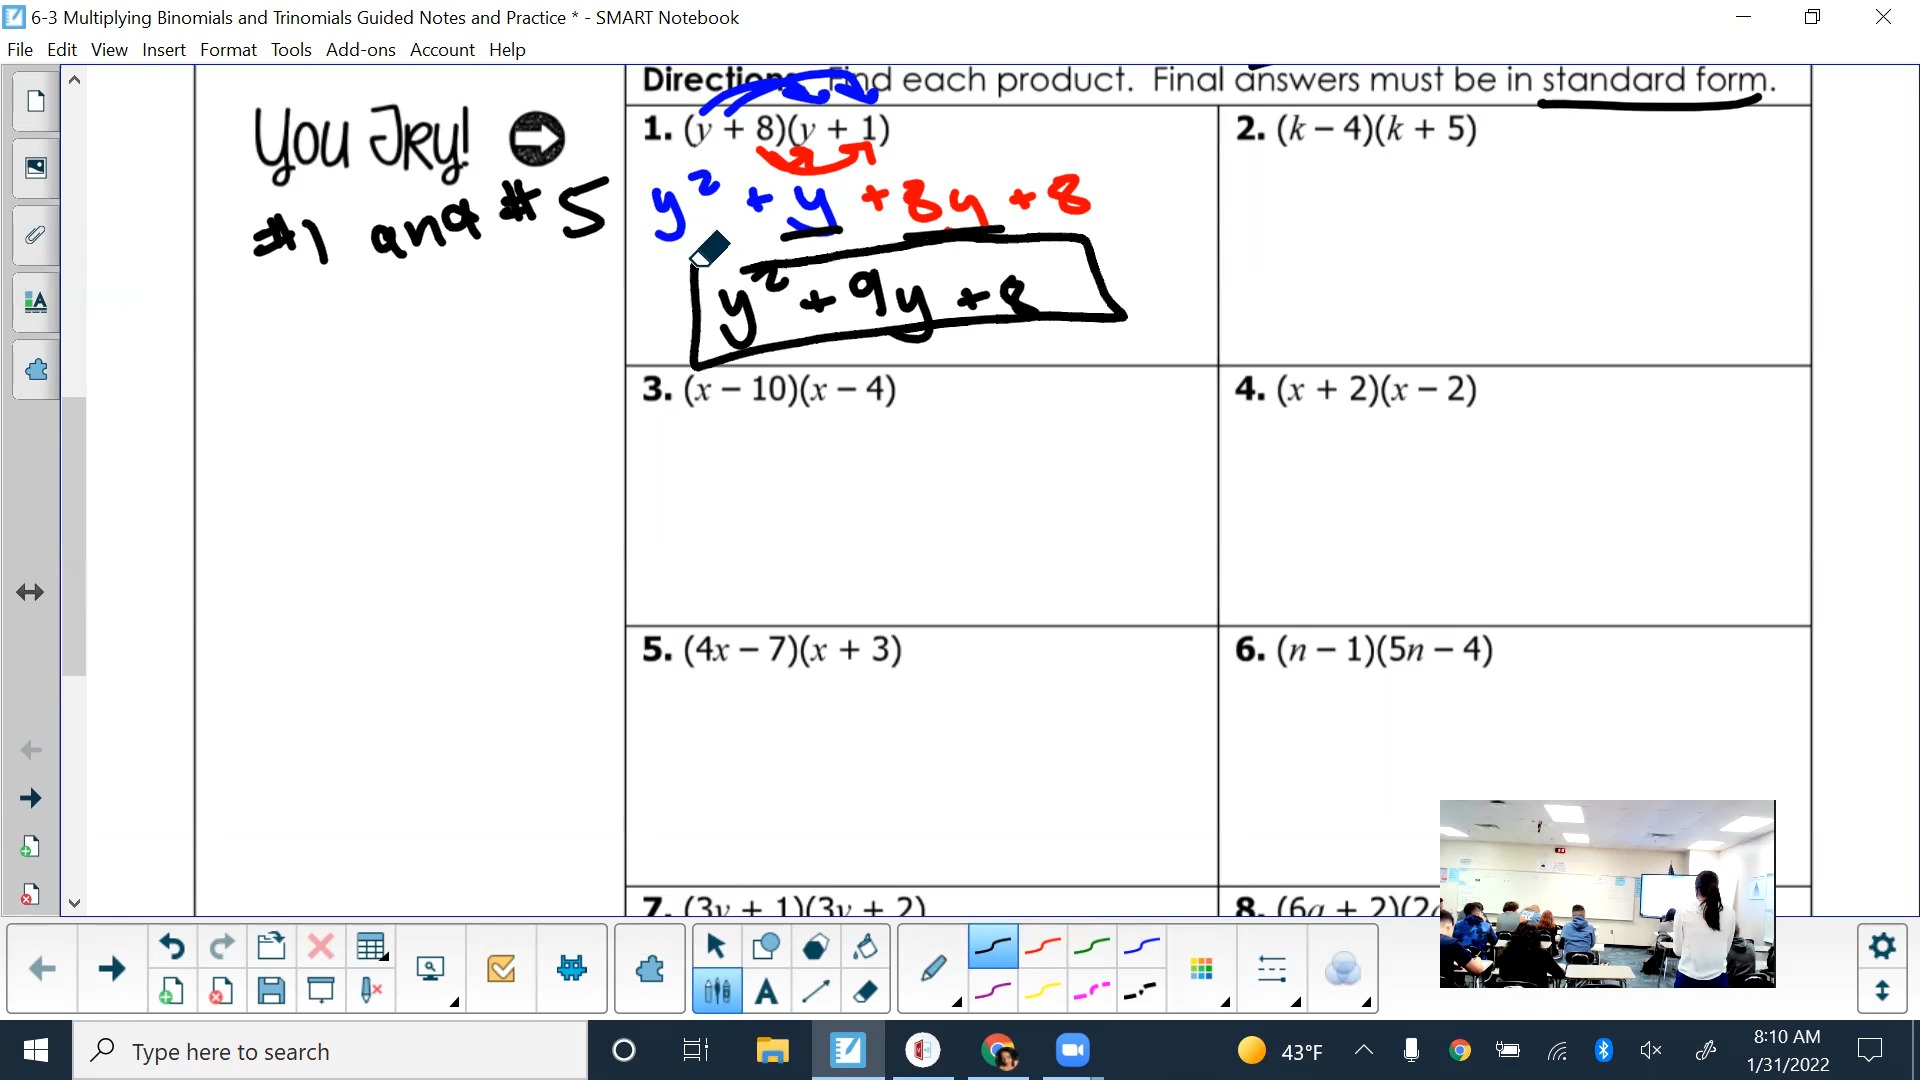 6-3 Multiplying Binomials and Trinomials Guided Notes and Practice * - SMART Notebook
File Edit View Insert Format Tools Add-ons Account Help
Directions Find each product. Final answers must be in standard form.
You Try!
#1 and #5
1. (y + 8)(y + 1)
y² + y + 8y + 8
y² + 9y + 8
2. (k – 4)(k + 5)
3. (x – 10)(x – 4)
4. (x + 2)(x – 2)
5. (4x – 7)(x + 3)
6. (n – 1)(5n – 4)
7. (3y + 1)(3y + 2)
8. (6a + 2)(2
Type here to search
43°F
8:10 AM
1/31/2022